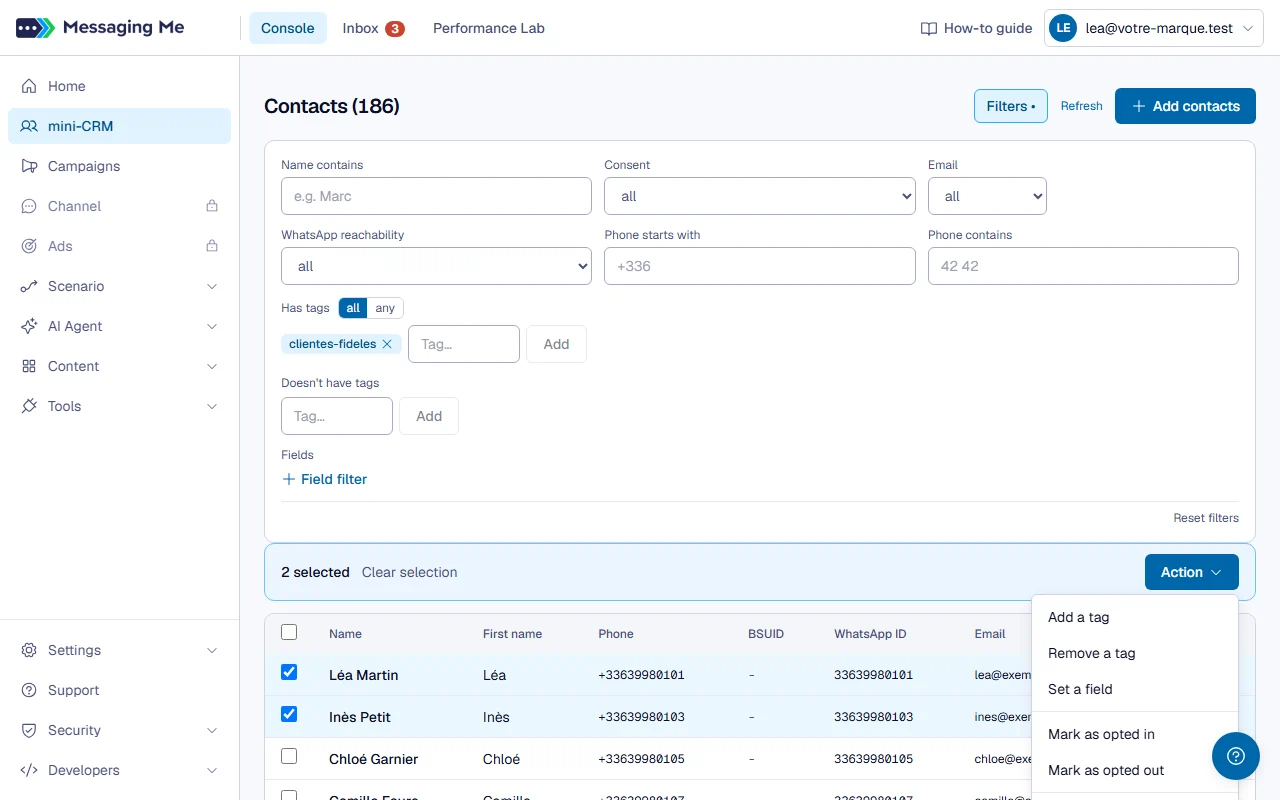 Messaging Me
Console
Inbox 3
Performance Lab
How-to guide
LE lea@votre-marque.test
Home
mini-CRM
Campaigns
Channel
Ads
Scenario
AI Agent
Content
Tools
Settings
Support
Security
Developers
Contacts (186)
Filters •
Refresh
+ Add contacts
Name contains
Consent
Email
e.g. Marc
all
all
WhatsApp reachability
Phone starts with
Phone contains
all
+336
42 42
Has tags all any
clientes-fideles
Tag...
Add
Doesn't have tags
Tag...
Add
Fields
+ Field filter
Reset filters
2 selected Clear selection
Action
Add a tag
Remove a tag
Set a field
Mark as opted in
Mark as opted out
Name First name Phone BSUID WhatsApp ID Email
Léa Martin Léa +33639980101 - 33639980101
Inès Petit Inès +33639980103 - 33639980103
Chloé Garnier Chloé +33639980105 - 33639980105